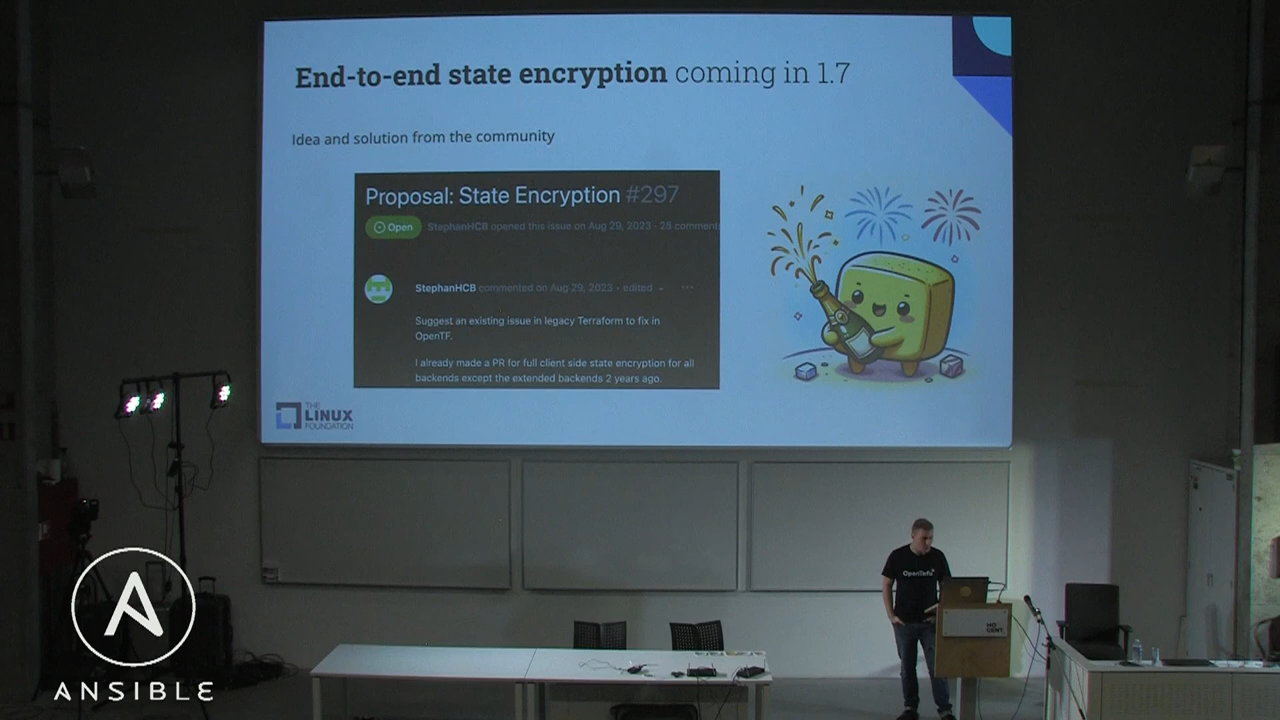 End-to-end state encryption coming in 1.7
Idea and solution from the community
Proposal: State Encryption #297
Open
StephanHCB opened this issue on Aug 29, 2023 · 25 comments
StephanHCB commented on Aug 29, 2023 · edited
Suggest an existing issue in legacy Terraform to fix in
OpenTF.
I already made a PR for full client side state encryption for all
backends except the extended backends 2 years ago.
THE
LINUX
FOUNDATION
OpenTofu
HO
GENT
ANSIBLE